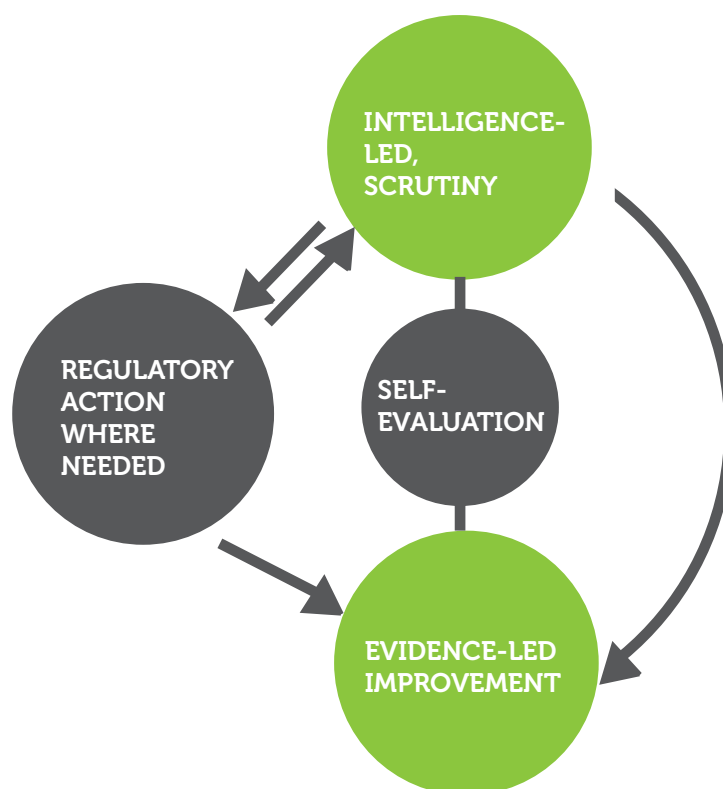 INTELLIGENCE-
LED,
SCRUTINY
REGULATORY
ACTION
WHERE
NEEDED
SELF-
EVALUATION
EVIDENCE-LED
IMPROVEMENT